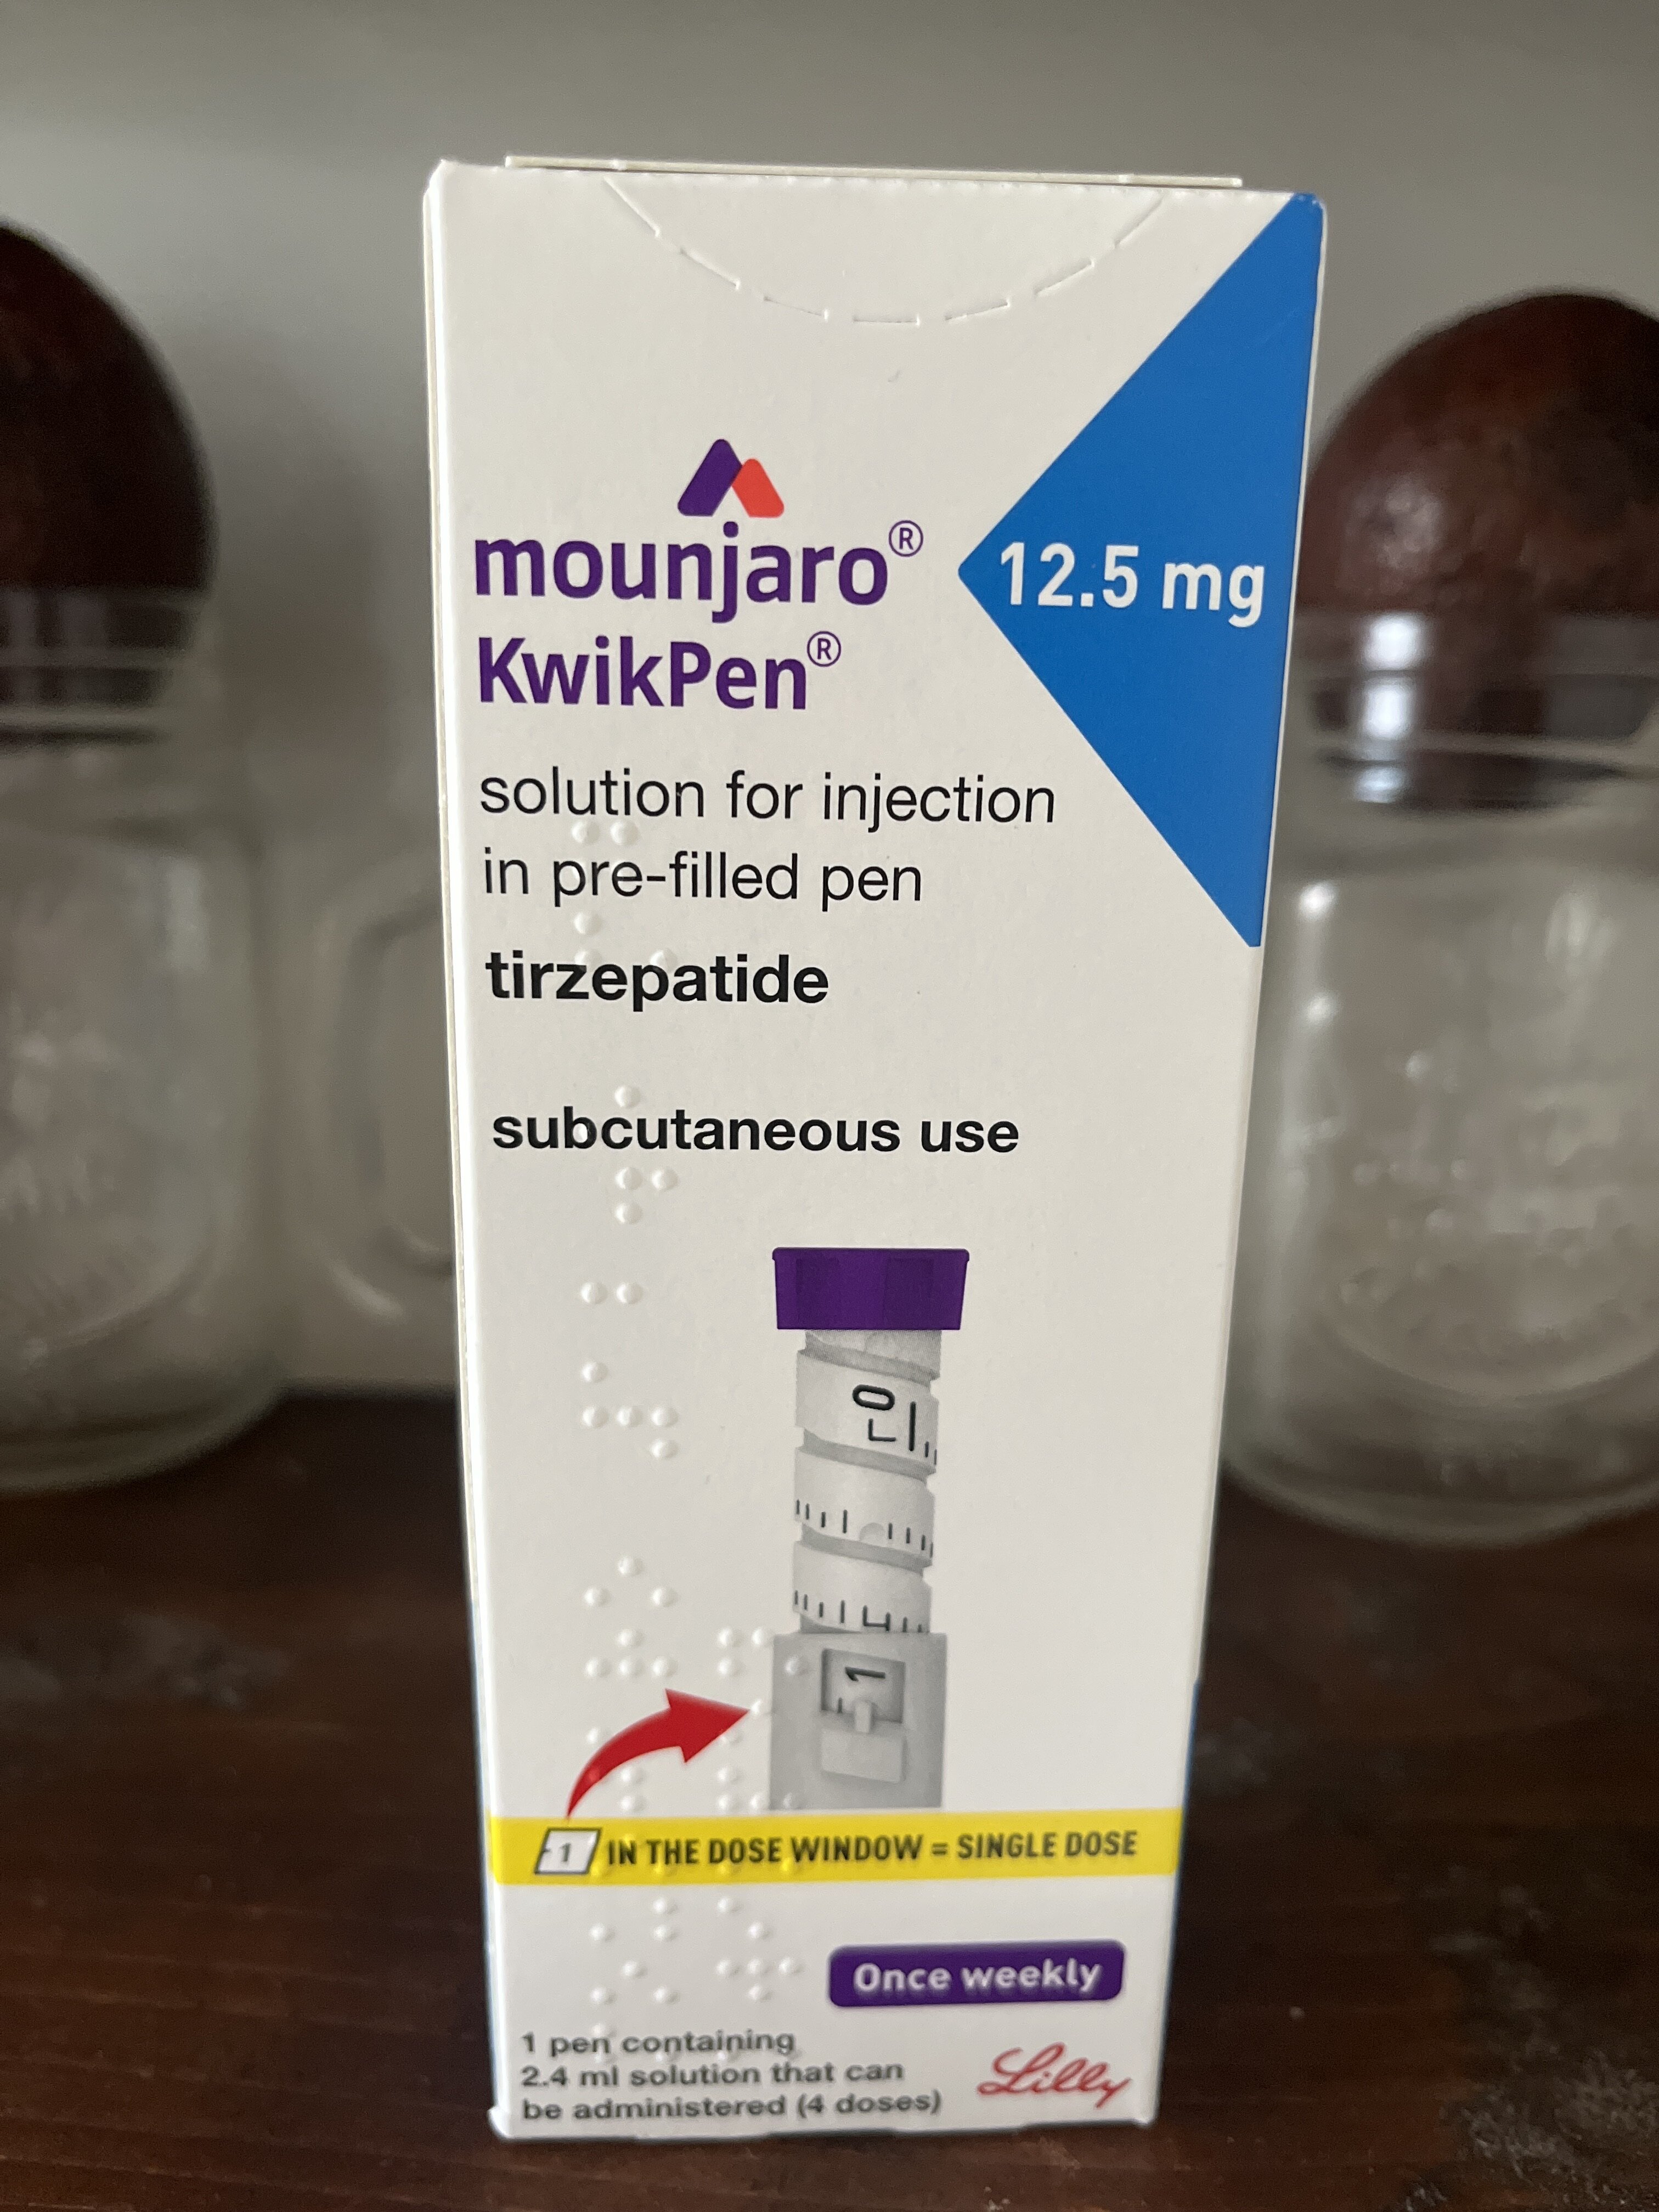 mounjaro®
12.5 mg
KwikPen®
solution for injection
in pre-filled pen
tirzepatide
subcutaneous use
10
1
1 IN THE DOSE WINDOW = SINGLE DOSE
Once weekly
1 pen containing
2.4 ml solution that can
be administered (4 doses)
Lilly